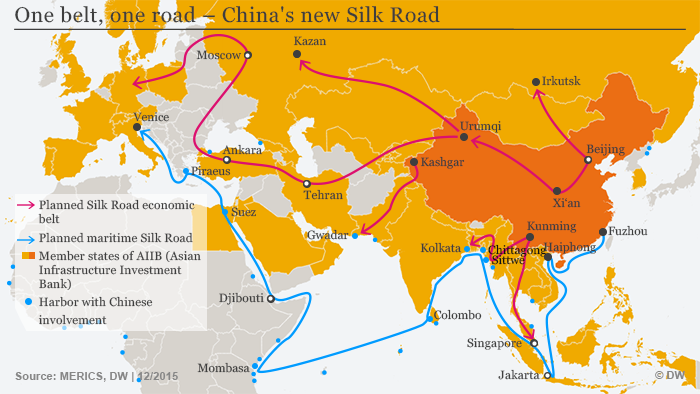 One belt, one road – China's new Silk Road
Kazan
Moscow
Irkutsk
Venice
Urumqi
Ankara
Beijing
Kashgar
Piraeus
Tehran
Xi'an
Planned Silk Road economic
belt
Suez
Kunming
Fuzhou
Gwadar
Planned maritime Silk Road
Kolkata
Chittagong
Haiphong
Member states of AIIB (Asian
Infrastructure Investment
Bank)
Sittwe
Harbor with Chinese
involvement
Djibouti
Colombo
Singapore
Mombasa
Jakarta
Source: MERICS, DW | 12/2015
© DW